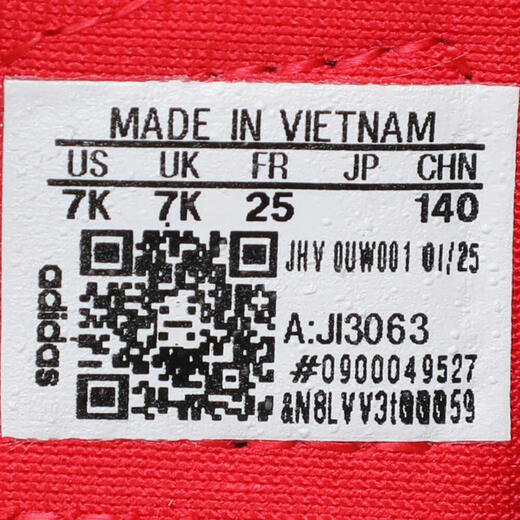 MADE IN VIETNAM
US UK FR JP CHN
7K 7K 25 140
adidas
JHV 0UW001 01/25
A:JI3063
#0900049527